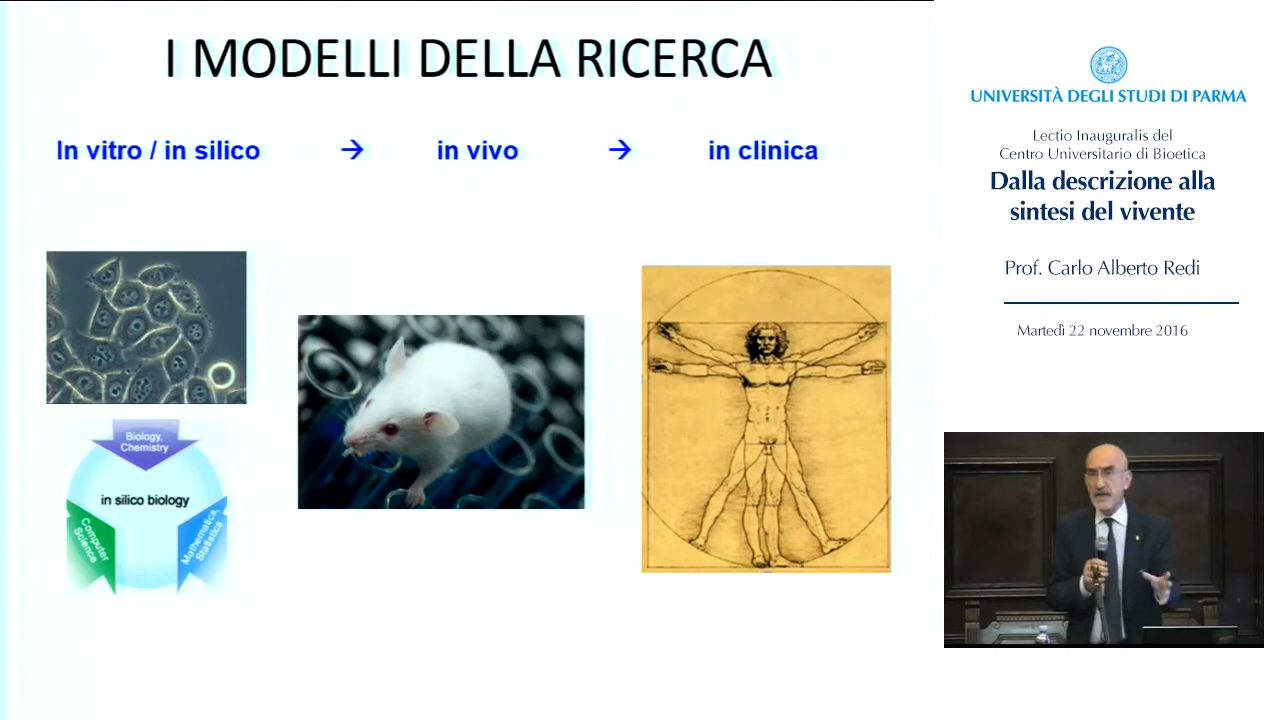 I MODELLI DELLA RICERCA
In vitro / in silico → in vivo → in clinica
Biology,
Chemistry
in silico biology
Computer
Science
Mathematics,
Statistics
UNIVERSITÀ DEGLI STUDI DI PARMA
Lectio Inauguralis del
Centro Universitario di Bioetica
Dalla descrizione alla
sintesi del vivente
Prof. Carlo Alberto Redi
Martedì 22 novembre 2016